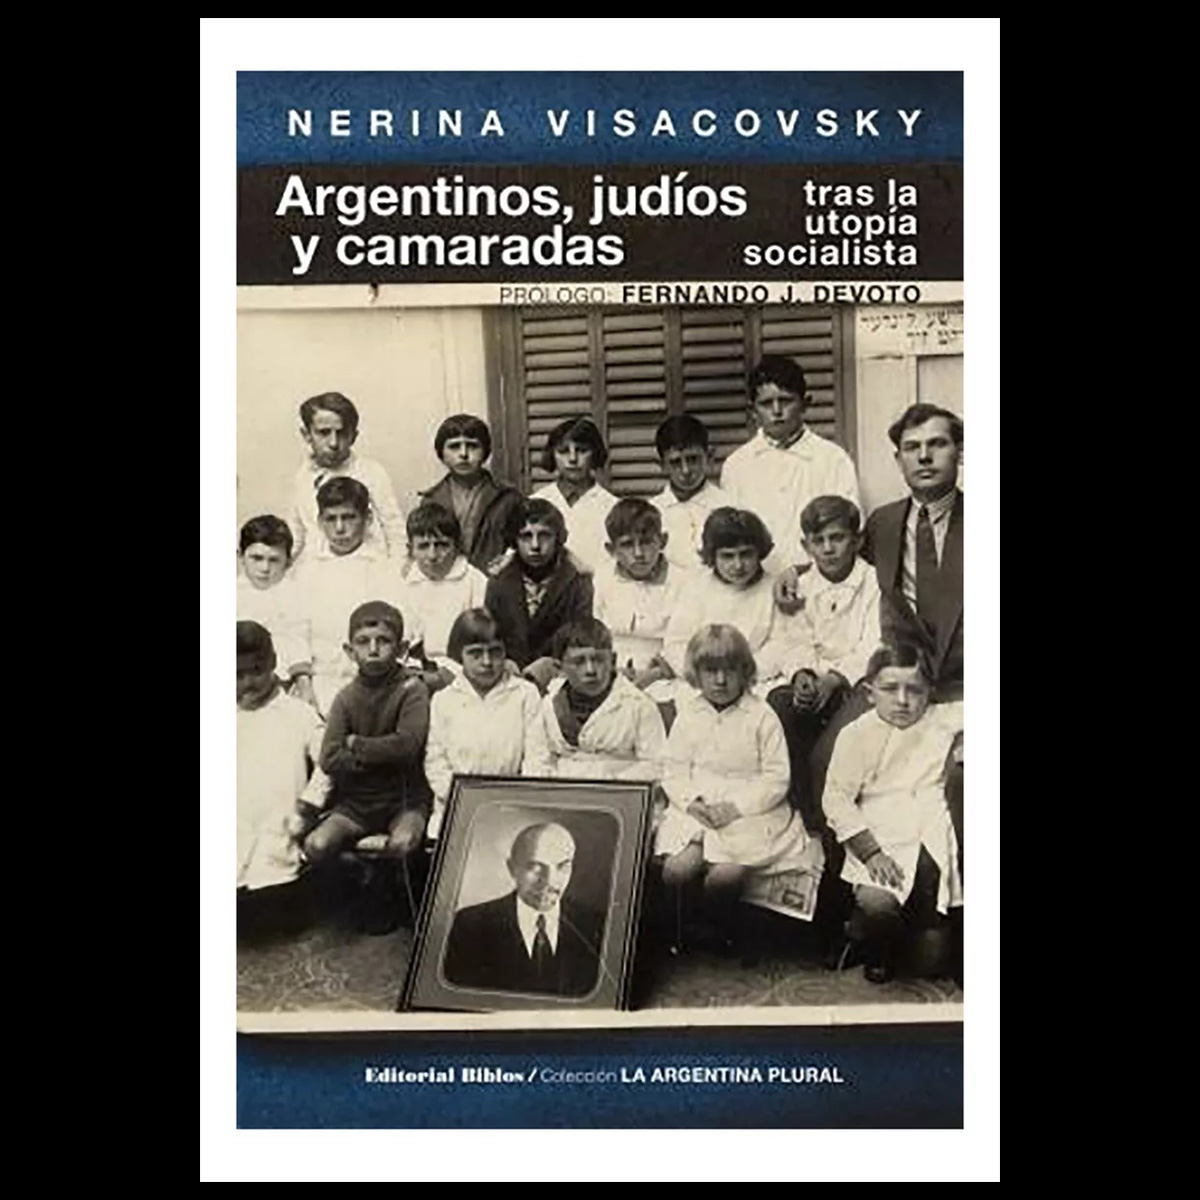 NERINA VISACOVSKY
Argentinos, judíos
y camaradas
tras la
utopía
socialista
PRÓLOGO: FERNANDO J. DEVOTO
Editorial Biblos / Colección LA ARGENTINA PLURAL